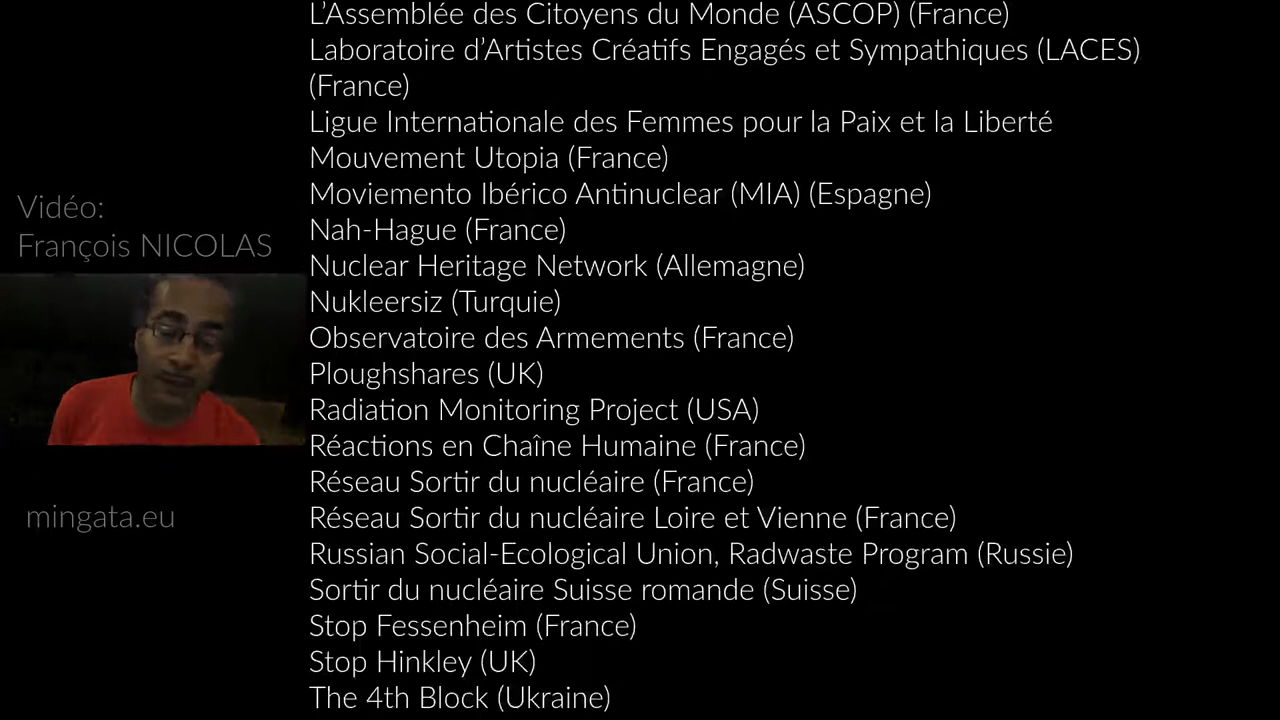 L'Assemblée des Citoyens du Monde (ASCOP) (France)
Laboratoire d'Artistes Créatifs Engagés et Sympathiques (LACES)
(France)
Ligue Internationale des Femmes pour la Paix et la Liberté
Mouvement Utopia (France)
Moviemento Ibérico Antinuclear (MIA) (Espagne)
Nah-Hague (France)
Nuclear Heritage Network (Allemagne)
Nukleersiz (Turquie)
Observatoire des Armements (France)
Ploughshares (UK)
Radiation Monitoring Project (USA)
Réactions en Chaîne Humaine (France)
Réseau Sortir du nucléaire (France)
Réseau Sortir du nucléaire Loire et Vienne (France)
Russian Social-Ecological Union, Radwaste Program (Russie)
Sortir du nucléaire Suisse romande (Suisse)
Stop Fessenheim (France)
Stop Hinkley (UK)
The 4th Block (Ukraine)
Vidéo:
François NICOLAS
mingata.eu